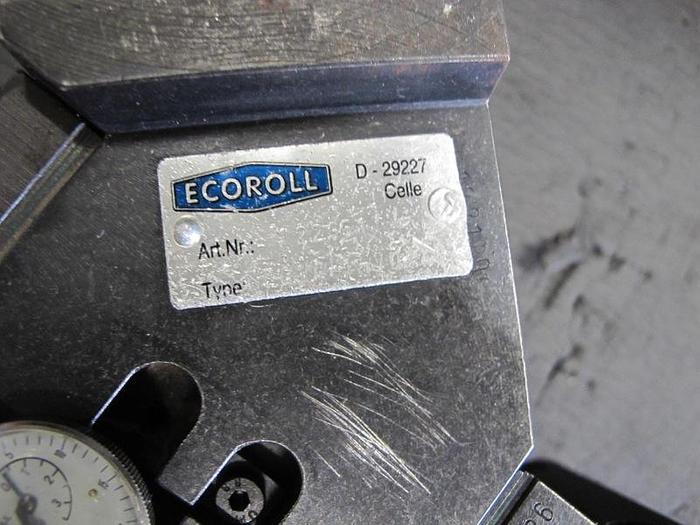 ECOROLL
D - 29227
Celle
Art.Nr.:
Type: